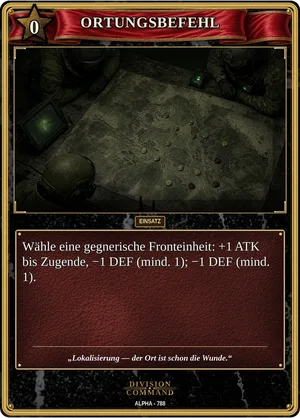 ORTUNGSBEFEHL
0
EINSATZ
Wähle eine gegnerische Fronteinheit: +1 ATK
bis Zugende, −1 DEF (mind. 1); −1 DEF (mind.
1).
„Lokalisierung — der Ort ist schon die Wunde.“
DIVISION
COMMAND
ALPHA - 788